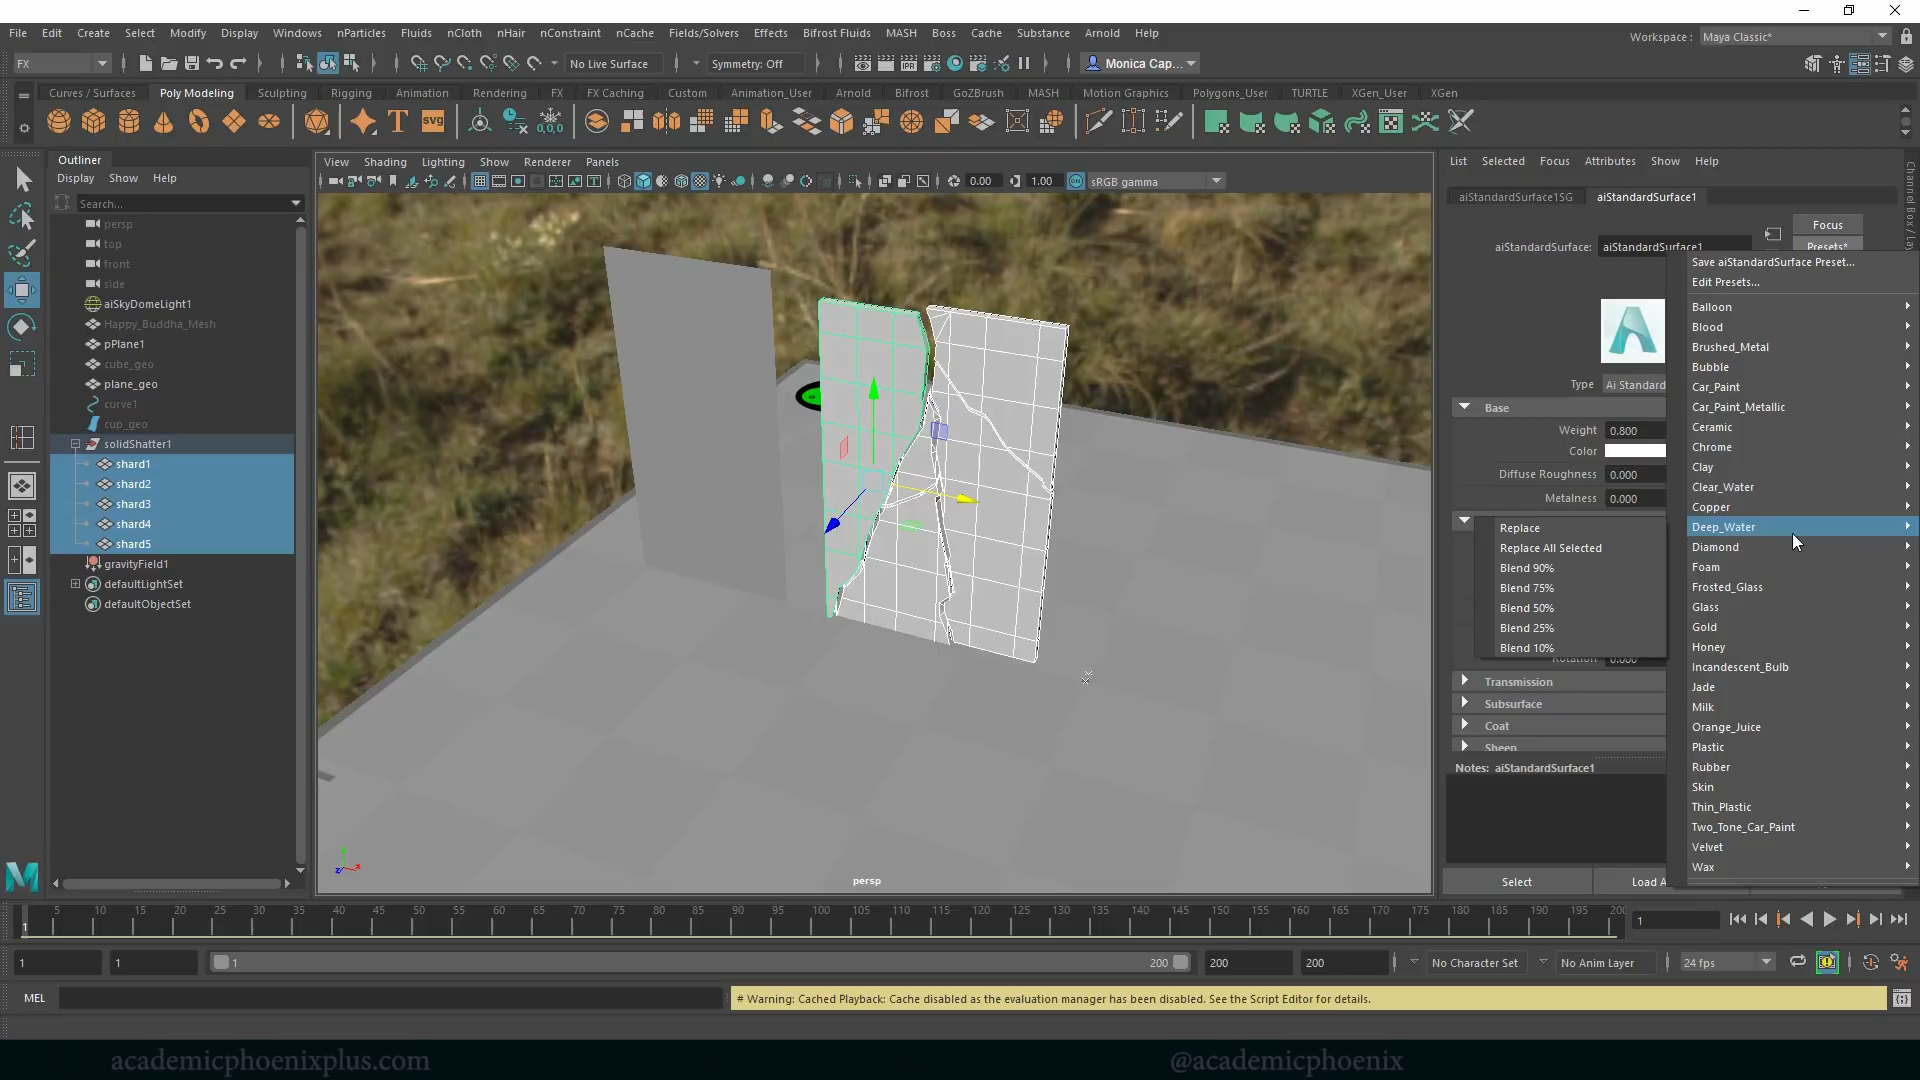 File Edit Create Select Modify Display Windows nParticles Fluids nCloth nHair nConstraint nCache Fields/Solvers Effects Bifrost Fluids MASH Boss Cache Substance Arnold Help
Workspace : Maya Classic*
FX
No Live Surface
Symmetry: Off
Monica Cap...
Curves / Surfaces Poly Modeling Sculpting Rigging Animation Rendering FX FX Caching Custom Animation_User Arnold Bifrost GoZBrush MASH Motion Graphics Polygons_User TURTLE XGen_User XGen
T svg
0,0,0
Outliner
Display Show Help
Search...
persp
top
front
side
aiSkyDomeLight1
Happy_Buddha_Mesh
pPlane1
cube_geo
plane_geo
curve1
cup_geo
solidShatter1
shard1
shard2
shard3
shard4
shard5
gravityField1
defaultLightSet
defaultObjectSet
View Shading Lighting Show Renderer Panels
0.00 1.00 sRGB gamma
persp
List Selected Focus Attributes Show Help
aiStandardSurface1SG aiStandardSurface1
Focus
aiStandardSurface: aiStandardSurface1
Presets*
Type Ai Standard
Base
Weight 0.800
Color
Diffuse Roughness 0.000
Metalness 0.000
Replace
Replace All Selected
Blend 90%
Blend 75%
Blend 50%
Blend 25%
Blend 10%
Rotation 0.000
Transmission
Subsurface
Coat
Sheen
Notes: aiStandardSurface1
Select Load A
Save aiStandardSurface Preset...
Edit Presets...
Balloon
Blood
Brushed_Metal
Bubble
Car_Paint
Car_Paint_Metallic
Ceramic
Chrome
Clay
Clear_Water
Copper
Deep_Water
Diamond
Foam
Frosted_Glass
Glass
Gold
Honey
Incandescent_Bulb
Jade
Milk
Orange_Juice
Plastic
Rubber
Skin
Thin_Plastic
Two_Tone_Car_Paint
Velvet
Wax
Channel Box / Lay
5 10 15 20 25 30 35 40 45 50 55 60 65 70 75 80 85 90 95 100 105 110 115 120 125 130 135 140 145 150 155 160 165 170 175 180 185 190 195 200
1
1
1 1 1 200 200 200 No Character Set No Anim Layer 24 fps
MEL
# Warning: Cached Playback: Cache disabled as the evaluation manager has been disabled. See the Script Editor for details.
academicphoenixplus.com
@academicphoenix